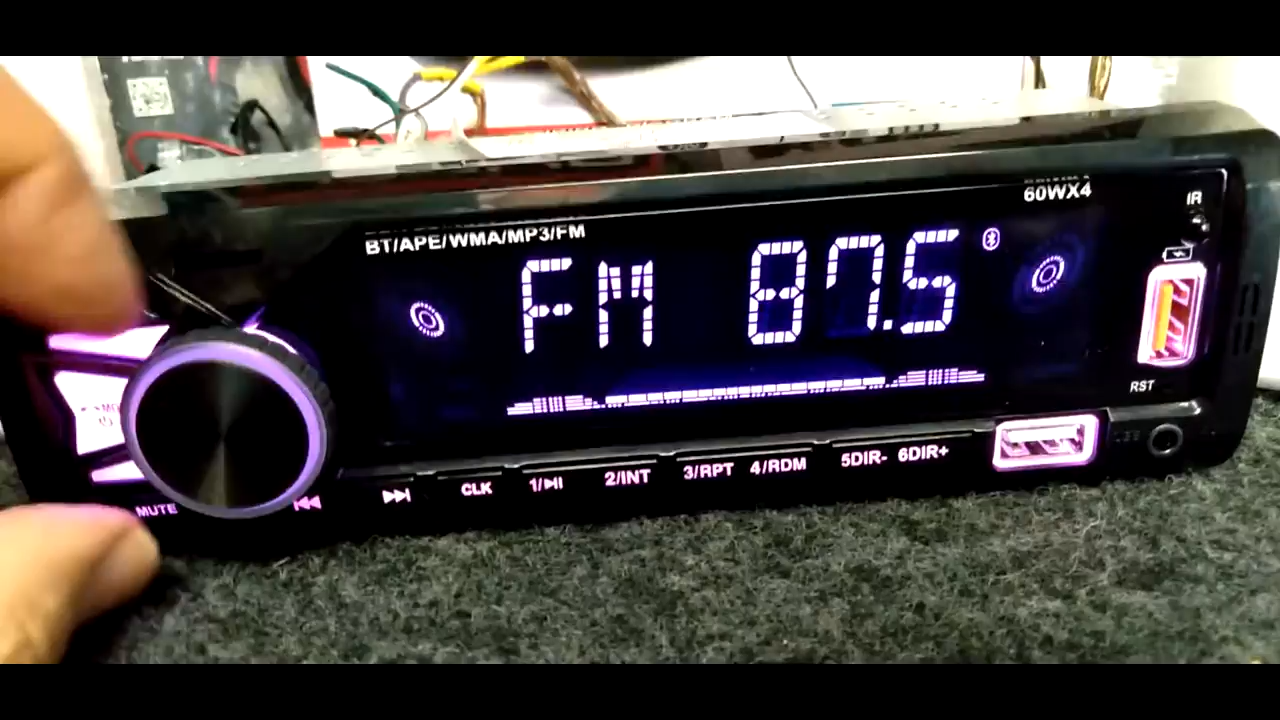 60WX4
IR
BT/APE/WMA/MP3/FM
FM 87.5
RST
MUTE
CLK
1/
2/INT
3/RPT
4/RDM
5DIR-
6DIR+